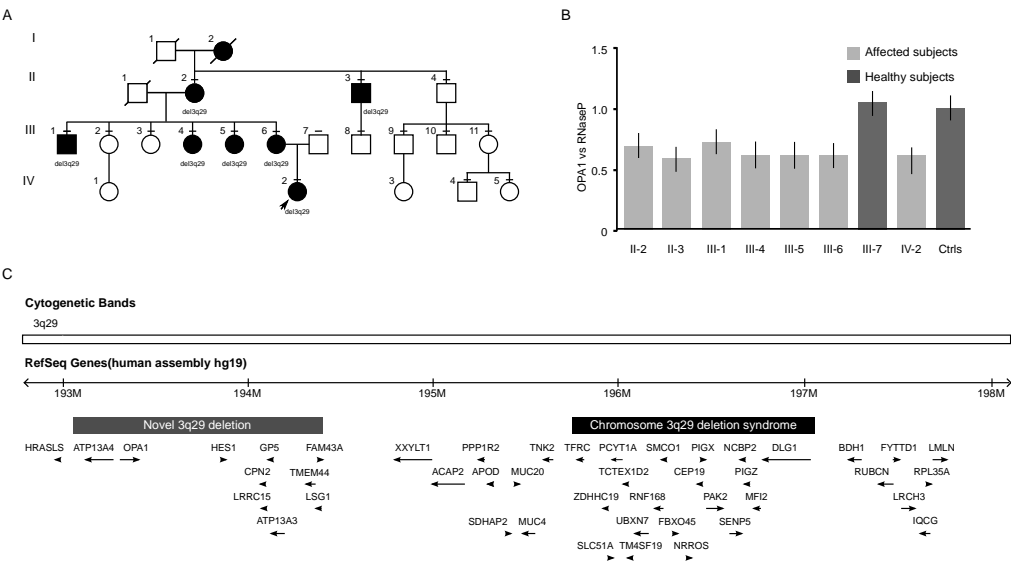 A
I
1 2
II
1 2 3 4
del3q29 del3q29
III
1 2 3 4 5 6 7 8 9 10 11
del3q29 del3q29 del3q29 del3q29
IV
1 2 3 4 5
del3q29
B
Affected subjects
Healthy subjects
OPA1 vs RNaseP
1.5
1.0
0.5
0
II-2 II-3 III-1 III-4 III-5 III-6 III-7 IV-2 Ctrls
C
Cytogenetic Bands
3q29
RefSeq Genes(human assembly hg19)
193M 194M 195M 196M 197M 198M
Novel 3q29 deletion Chromosome 3q29 deletion syndrome
HRASLS ATP13A4 OPA1 HES1 GP5 FAM43A XXYLT1 PPP1R2 TNK2 TFRC PCYT1A SMCO1 PIGX NCBP2 DLG1 BDH1 FYTTD1 LMLN
CPN2 TMEM44 ACAP2 APOD MUC20 TCTEX1D2 CEP19 PIGZ RUBCN RPL35A
LRRC15 LSG1 ZDHHC19 RNF168 PAK2 MFI2 LRCH3
ATP13A3 SDHAP2 MUC4 UBXN7 FBXO45 SENP5 IQCG
SLC51A TM4SF19 NRROS